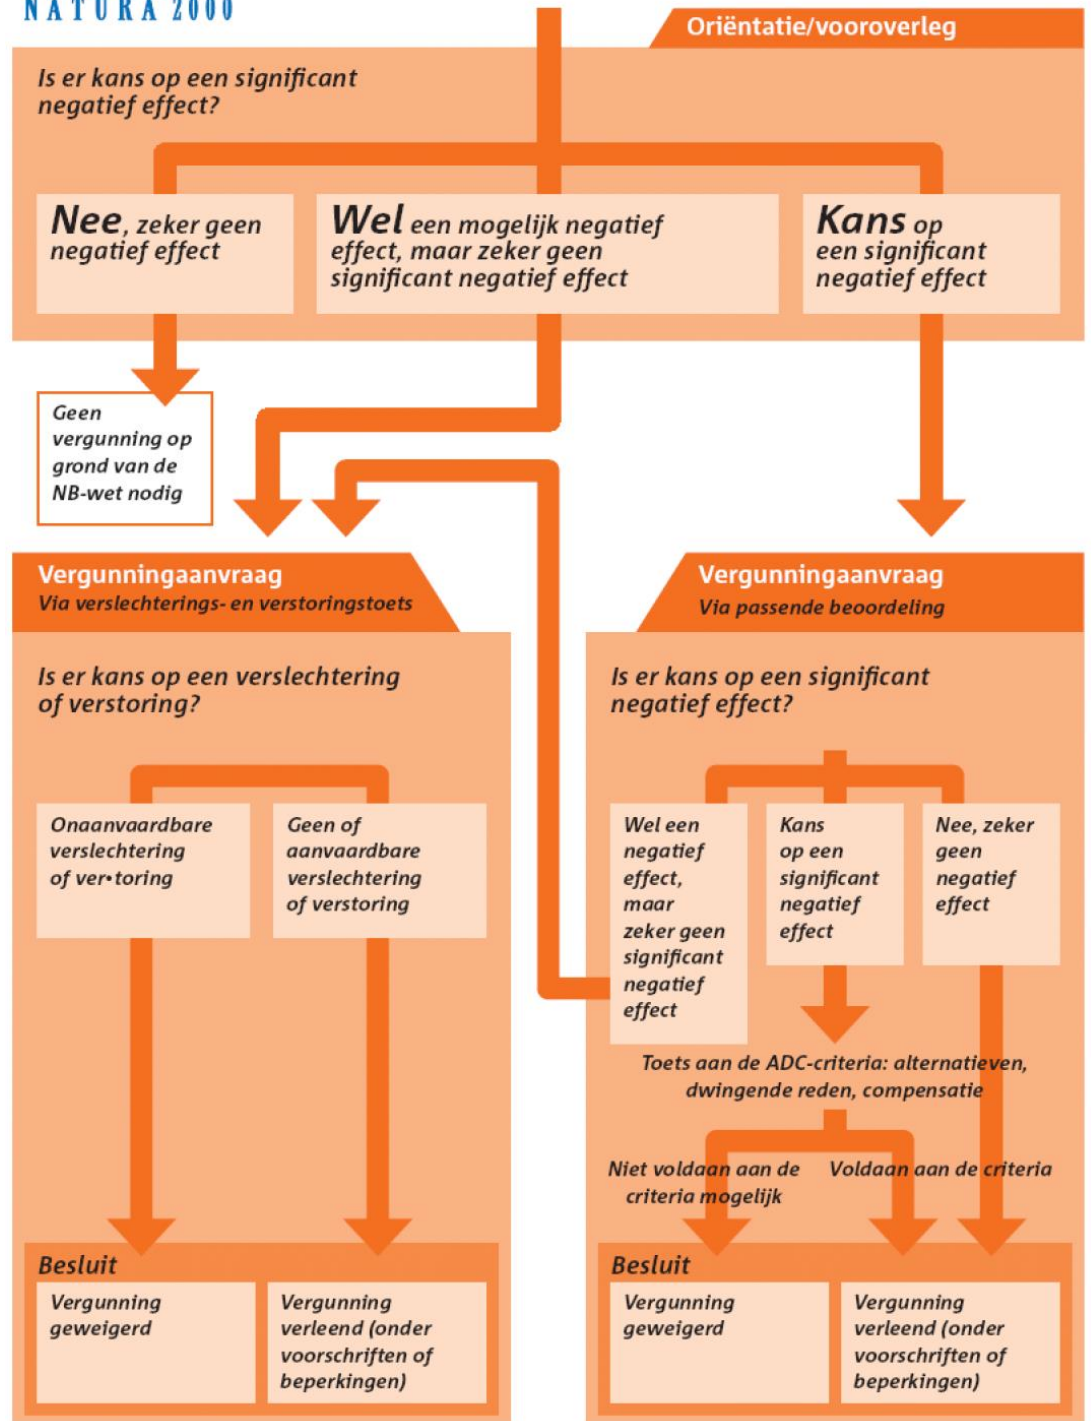 NATURA 2000
Oriëntatie/vooroverleg
Is er kans op een significant
negatief effect?
Nee, zeker geen
negatief effect
Wel een mogelijk negatief
effect, maar zeker geen
significant negatief effect
Kans op
een significant
negatief effect
Geen
vergunning op
grond van de
NB-wet nodig
Vergunningaanvraag
Via verslechterings- en verstoringstoets
Is er kans op een verslechtering
of verstoring?
Onaanvaardbare
verslechtering
of ver•toring
Geen of
aanvaardbare
verslechtering
of verstoring
Besluit
Vergunning
geweigerd
Vergunning
verleend (onder
voorschriften of
beperkingen)
Vergunningaanvraag
Via passende beoordeling
Is er kans op een significant
negatief effect?
Wel een
negatief
effect,
maar
zeker geen
significant
negatief
effect
Kans
op een
significant
negatief
effect
Nee, zeker
geen
negatief
effect
Toets aan de ADC-criteria: alternatieven,
dwingende reden, compensatie
Niet voldaan aan de
criteria mogelijk
Voldaan aan de criteria
Besluit
Vergunning
geweigerd
Vergunning
verleend (onder
voorschriften of
beperkingen)